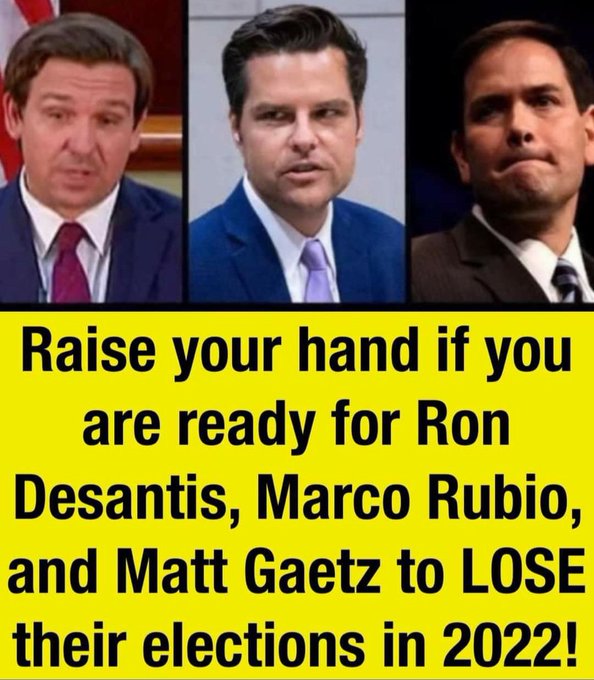 Raise your hand if you
are ready for Ron
Desantis, Marco Rubio,
and Matt Gaetz to LOSE
their elections in 2022!